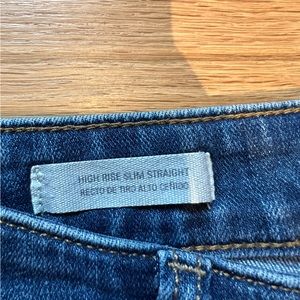 HIGH RISE SLIM STRAIGHT
RECTO DE TIRO ALTO CEÑIDO